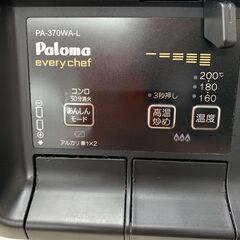 PA-370WA-L
Paloma
every chef
コンロ
30分消火
あんしん
モード
アルカリ単1×2
3秒押し
高温
炒め
温度
200℃
180
160